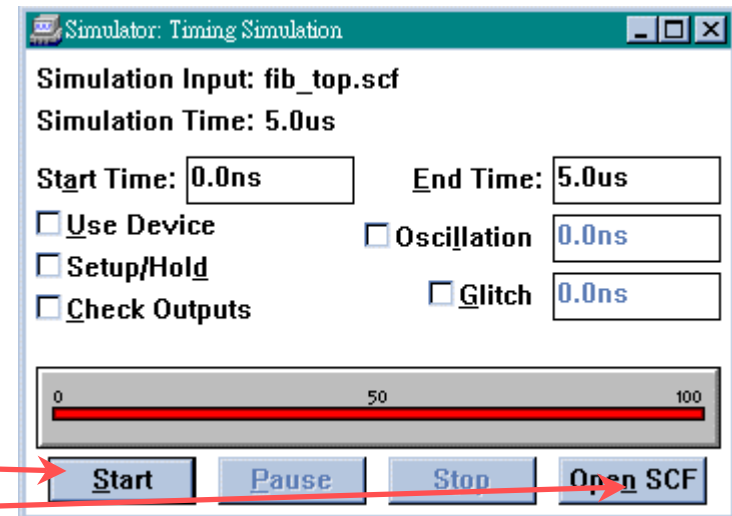 Simulator: Timing Simulation
Simulation Input: fib_top.scf
Simulation Time: 5.0us
Start Time: 0.0ns End Time: 5.0us
Use Device Oscillation 0.0ns
Setup/Hold
Glitch 0.0ns
Check Outputs
0 50 100
Start Pause Stop Open SCF